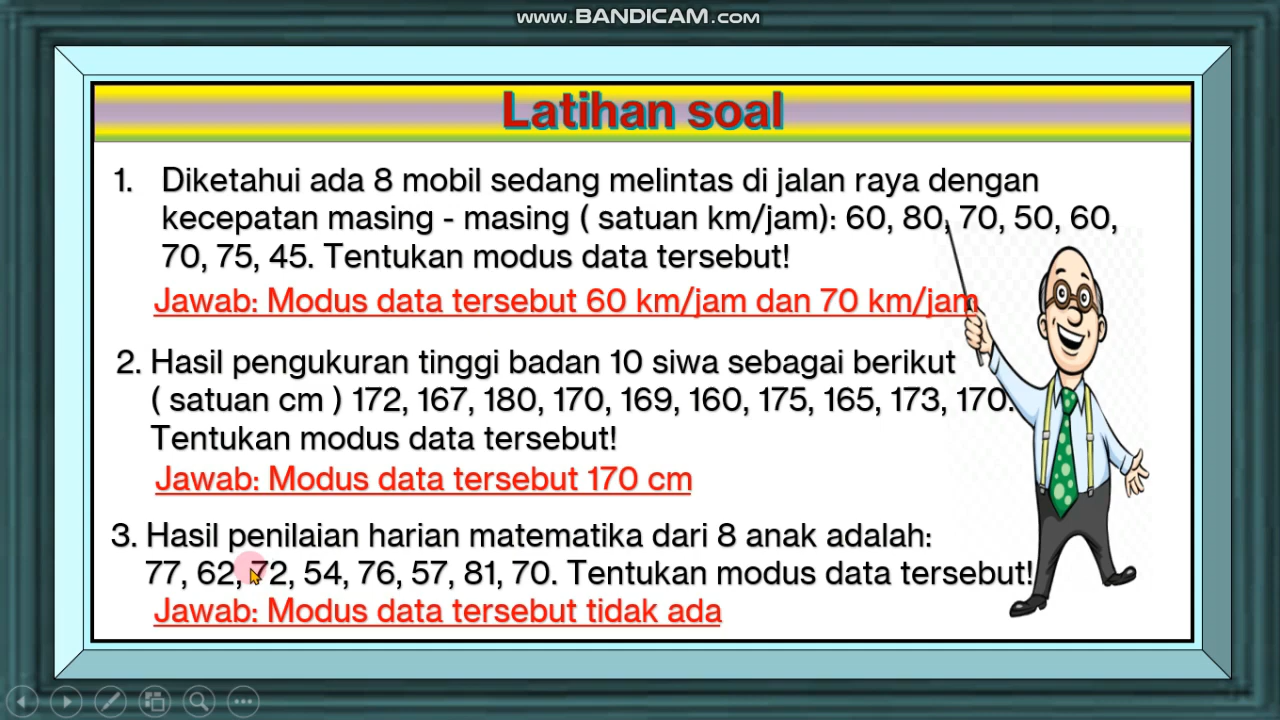 www.BANDICAM.com
Latihan soal
1. Diketahui ada 8 mobil sedang melintas di jalan raya dengan
kecepatan masing - masing ( satuan km/jam): 60, 80, 70, 50, 60,
70, 75, 45. Tentukan modus data tersebut!
Jawab: Modus data tersebut 60 km/jam dan 70 km/jam
2. Hasil pengukuran tinggi badan 10 siwa sebagai berikut
( satuan cm ) 172, 167, 180, 170, 169, 160, 175, 165, 173, 170.
Tentukan modus data tersebut!
Jawab: Modus data tersebut 170 cm
3. Hasil penilaian harian matematika dari 8 anak adalah:
77, 62, 72, 54, 76, 57, 81, 70. Tentukan modus data tersebut!
Jawab: Modus data tersebut tidak ada